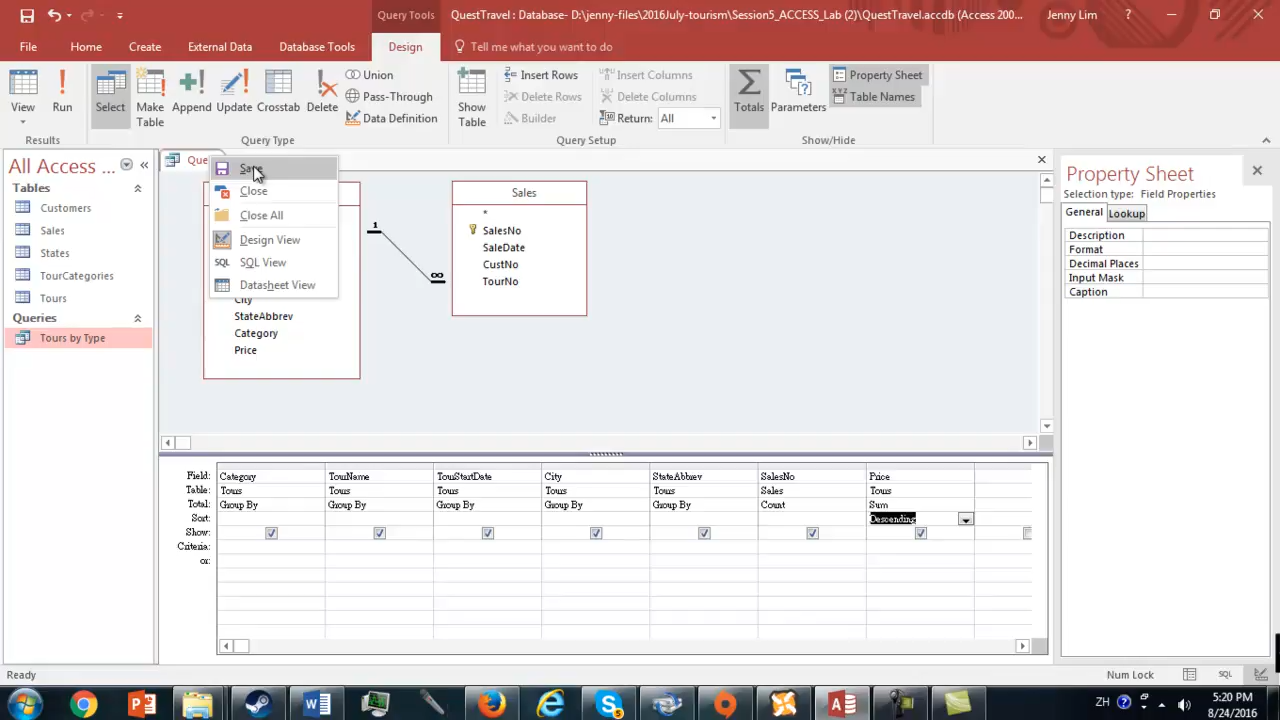 Query Tools
QuestTravel : Database- D:\jenny-files\2016July-tourism\Session5_ACCESS_Lab (2)\QuestTravel.accdb (Access 200...
Jenny Lim
?
File
Home
Create
External Data
Database Tools
Design
Tell me what you want to do
View
Run
Select
Make
Table
Append
Update
Crosstab
Delete
Union
Pass-Through
Data Definition
Show
Table
Insert Rows
Delete Rows
Builder
Insert Columns
Delete Columns
Return: All
Totals
Parameters
Property Sheet
Table Names
Results
Query Type
Query Setup
Show/Hide
All Access ...
Tables
Customers
Sales
States
TourCategories
Tours
Queries
Tours by Type
Que
Save
Close
Close All
Design View
SQL SQL View
Datasheet View
City
StateAbbrev
Category
Price
1
∞
Sales
*
SalesNo
SaleDate
CustNo
TourNo
Property Sheet
Selection type: Field Properties
General
Lookup
Description
Format
Decimal Places
Input Mask
Caption
Field: Category TourName TourStartDate City StateAbbrev SalesNo Price
Table: Tours Tours Tours Tours Tours Sales Tours
Total: Group By Group By Group By Group By Group By Count Sum
Sort: Descending
Show:
Criteria:
or:
Ready
Num Lock
SQL
ZH
5:20 PM
8/24/2016